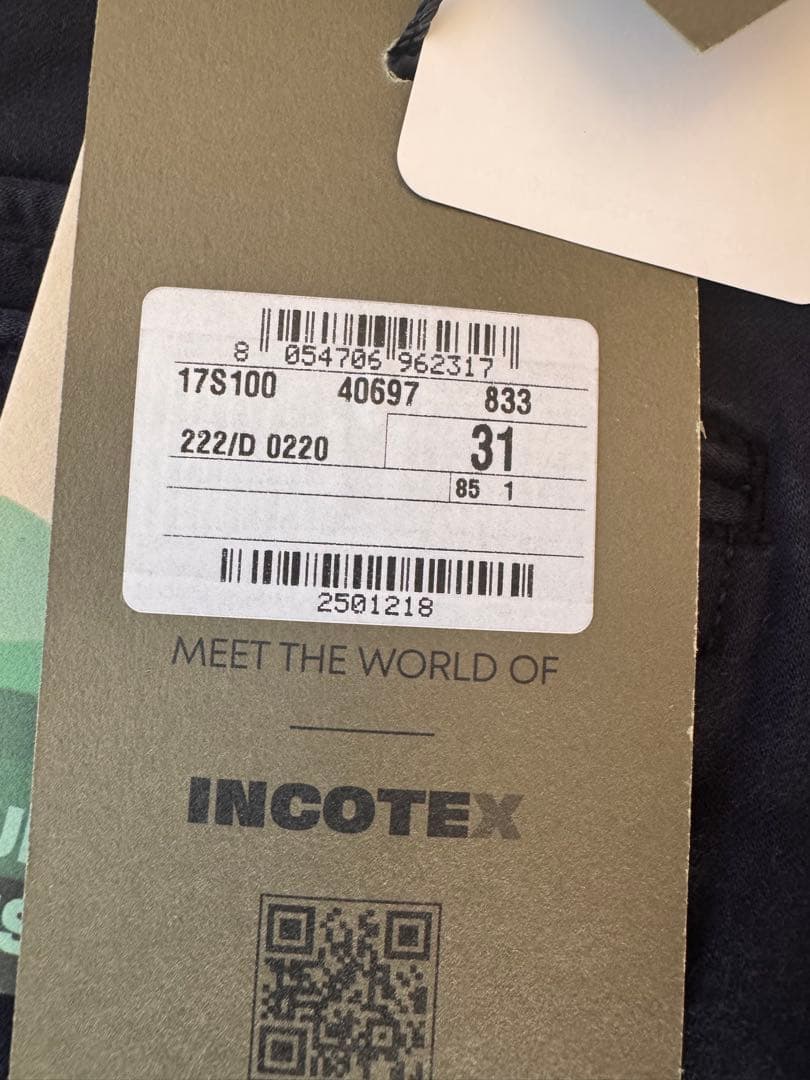 8 054706 962317
17S100 40697 833
222/D 0220 31
85 1
2501218
MEET THE WORLD OF
INCOTEX